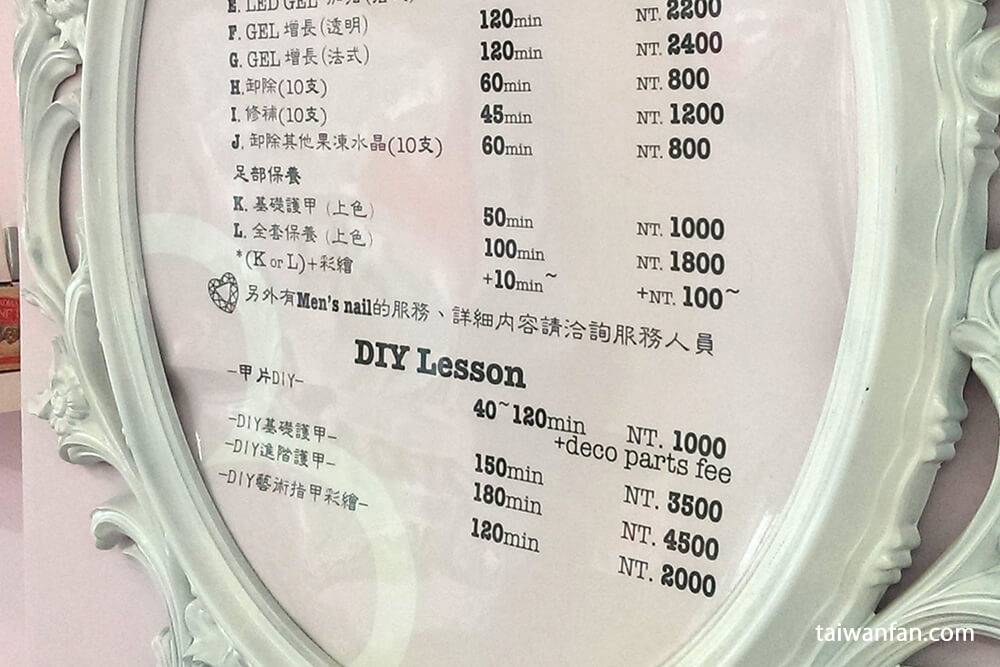 E. LED GEL
F. GEL 增長(透明) 120min NT. 2200
G. GEL 增長(法式) 120min NT. 2400
H. 卸除(10支) 60min NT. 800
I. 修補(10支) 45min NT. 1200
J. 卸除其他果凍水晶(10支) 60min NT. 800
足部保養
K. 基礎護甲 (上色) 50min NT. 1000
L. 全套保養 (上色) 100min NT. 1800
*(K or L)+彩繪 +10min~ +NT. 100~
另外有Men's nail的服務、詳細內容請洽詢服務人員
DIY Lesson
-甲片DIY- 40~120min NT. 1000
+deco parts fee
-DIY基礎護甲- 150min NT. 3500
-DIY進階護甲- 180min NT. 4500
-DIY藝術指甲彩繪- 120min NT. 2000
taiwanfan.com